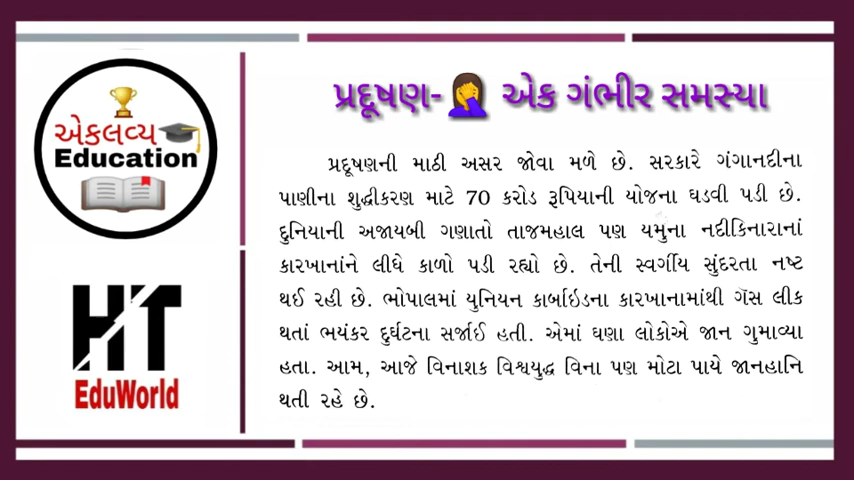 પ્રદૂષણ-🤦‍♀️ એક ગંભીર સમસ્યા
એકલવ્ય
Education
HT
EduWorld
પ્રદૂષણની માઠી અસર જોવા મળે છે. સરકારે ગંગાનદીના
પાણીના શુદ્ધીકરણ માટે 70 કરોડ રૂપિયાની યોજના ઘડવી પડી છે.
દુનિયાની અજાયબી ગણાતો તાજમહાલ પણ યમુના નદીકિનારાનાં
કારખાનાંને લીધે કાળો પડી રહ્યો છે. તેની સ્વર્ગીય સુંદરતા નષ્ટ
થઈ રહી છે. ભોપાલમાં યુનિયન કાર્બાઇડના કારખાનામાંથી ગૅસ લીક
થતાં ભયંકર દુર્ઘટના સર્જાઈ હતી. એમાં ઘણા લોકોએ જાન ગુમાવ્યા
હતા. આમ, આજે વિનાશક વિશ્વયુદ્ધ વિના પણ મોટા પાયે જાનહાનિ
થતી રહે છે.